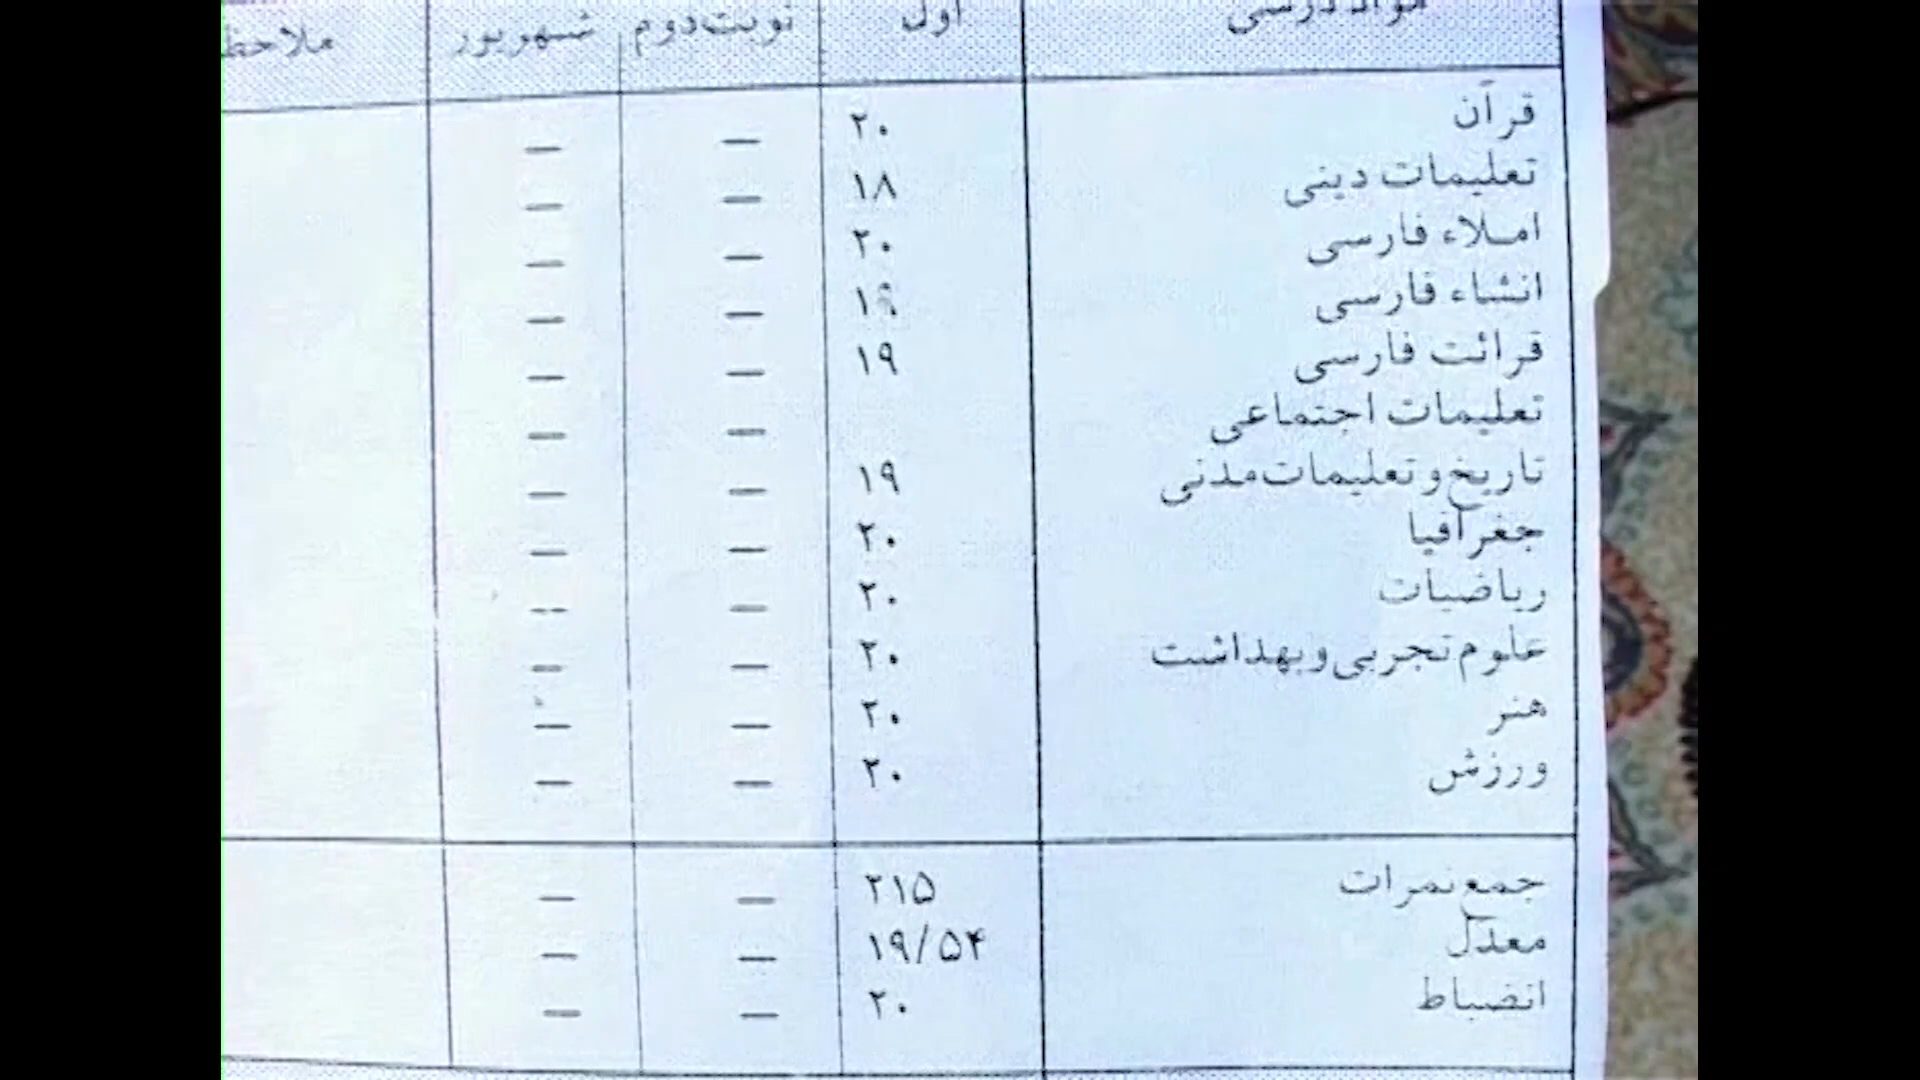 مواد درسی اول نوبت دوم شهریور
قرآن ۲۰ — —
تعلیمات دینی ۱۸ — —
املاء فارسی ۲۰ — —
انشاء فارسی ۱۹ — —
قرائت فارسی ۱۹ — —
تعلیمات اجتماعی — —
تاریخ و تعلیمات مدنی ۱۹ — —
جغرافیا ۲۰ — —
ریاضیات ۲۰ — --
علوم تجربی و بهداشت ۲۰ — —
هنر ۲۰ — —
ورزش ۲۰ — —
جمع نمرات ۲۱۵ — —
معدل ۱۹/۵۴ — —
انضباط ۲۰ — —